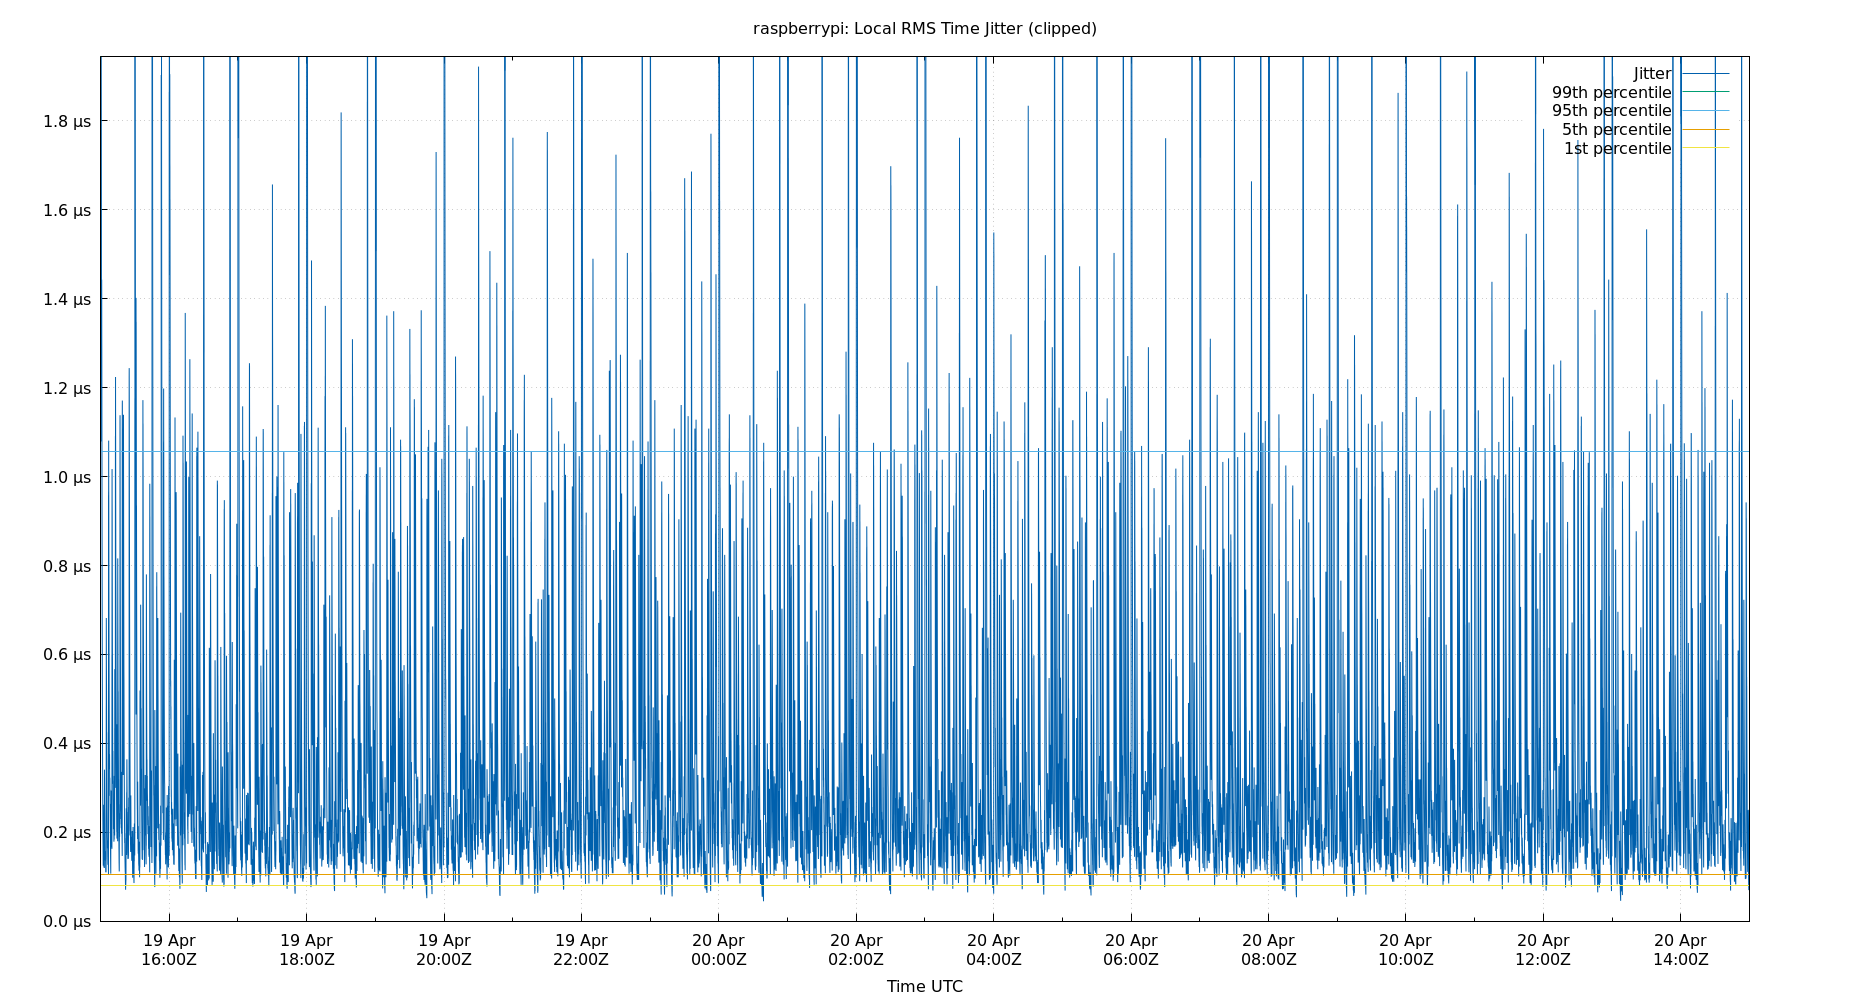 raspberrypi: Local RMS Time Jitter (clipped)
Jitter
99th percentile
95th percentile
5th percentile
1st percentile
1.8 µs
1.6 µs
1.4 µs
1.2 µs
1.0 µs
0.8 µs
0.6 µs
0.4 µs
0.2 µs
0.0 µs
19 Apr 19 Apr 19 Apr 19 Apr 20 Apr 20 Apr 20 Apr 20 Apr 20 Apr 20 Apr 20 Apr 20 Apr
16:00Z 18:00Z 20:00Z 22:00Z 00:00Z 02:00Z 04:00Z 06:00Z 08:00Z 10:00Z 12:00Z 14:00Z
Time UTC